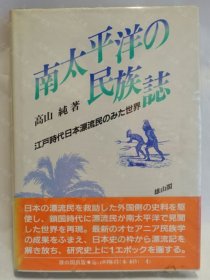 南太平洋の
民族誌
高山 純著
江戸時代日本漂流民のみた世界
雄山閣
日本の漂流民を救助した外国側の史料を駆
使し、鎖国時代に漂流民が南太平洋で見聞
した世界を再現。最新のオセアニア民族学
の成果をふまえ、日本史の枠から漂流記を
解き放ち、研究史上に1エポックを画する。
雄山閣出版